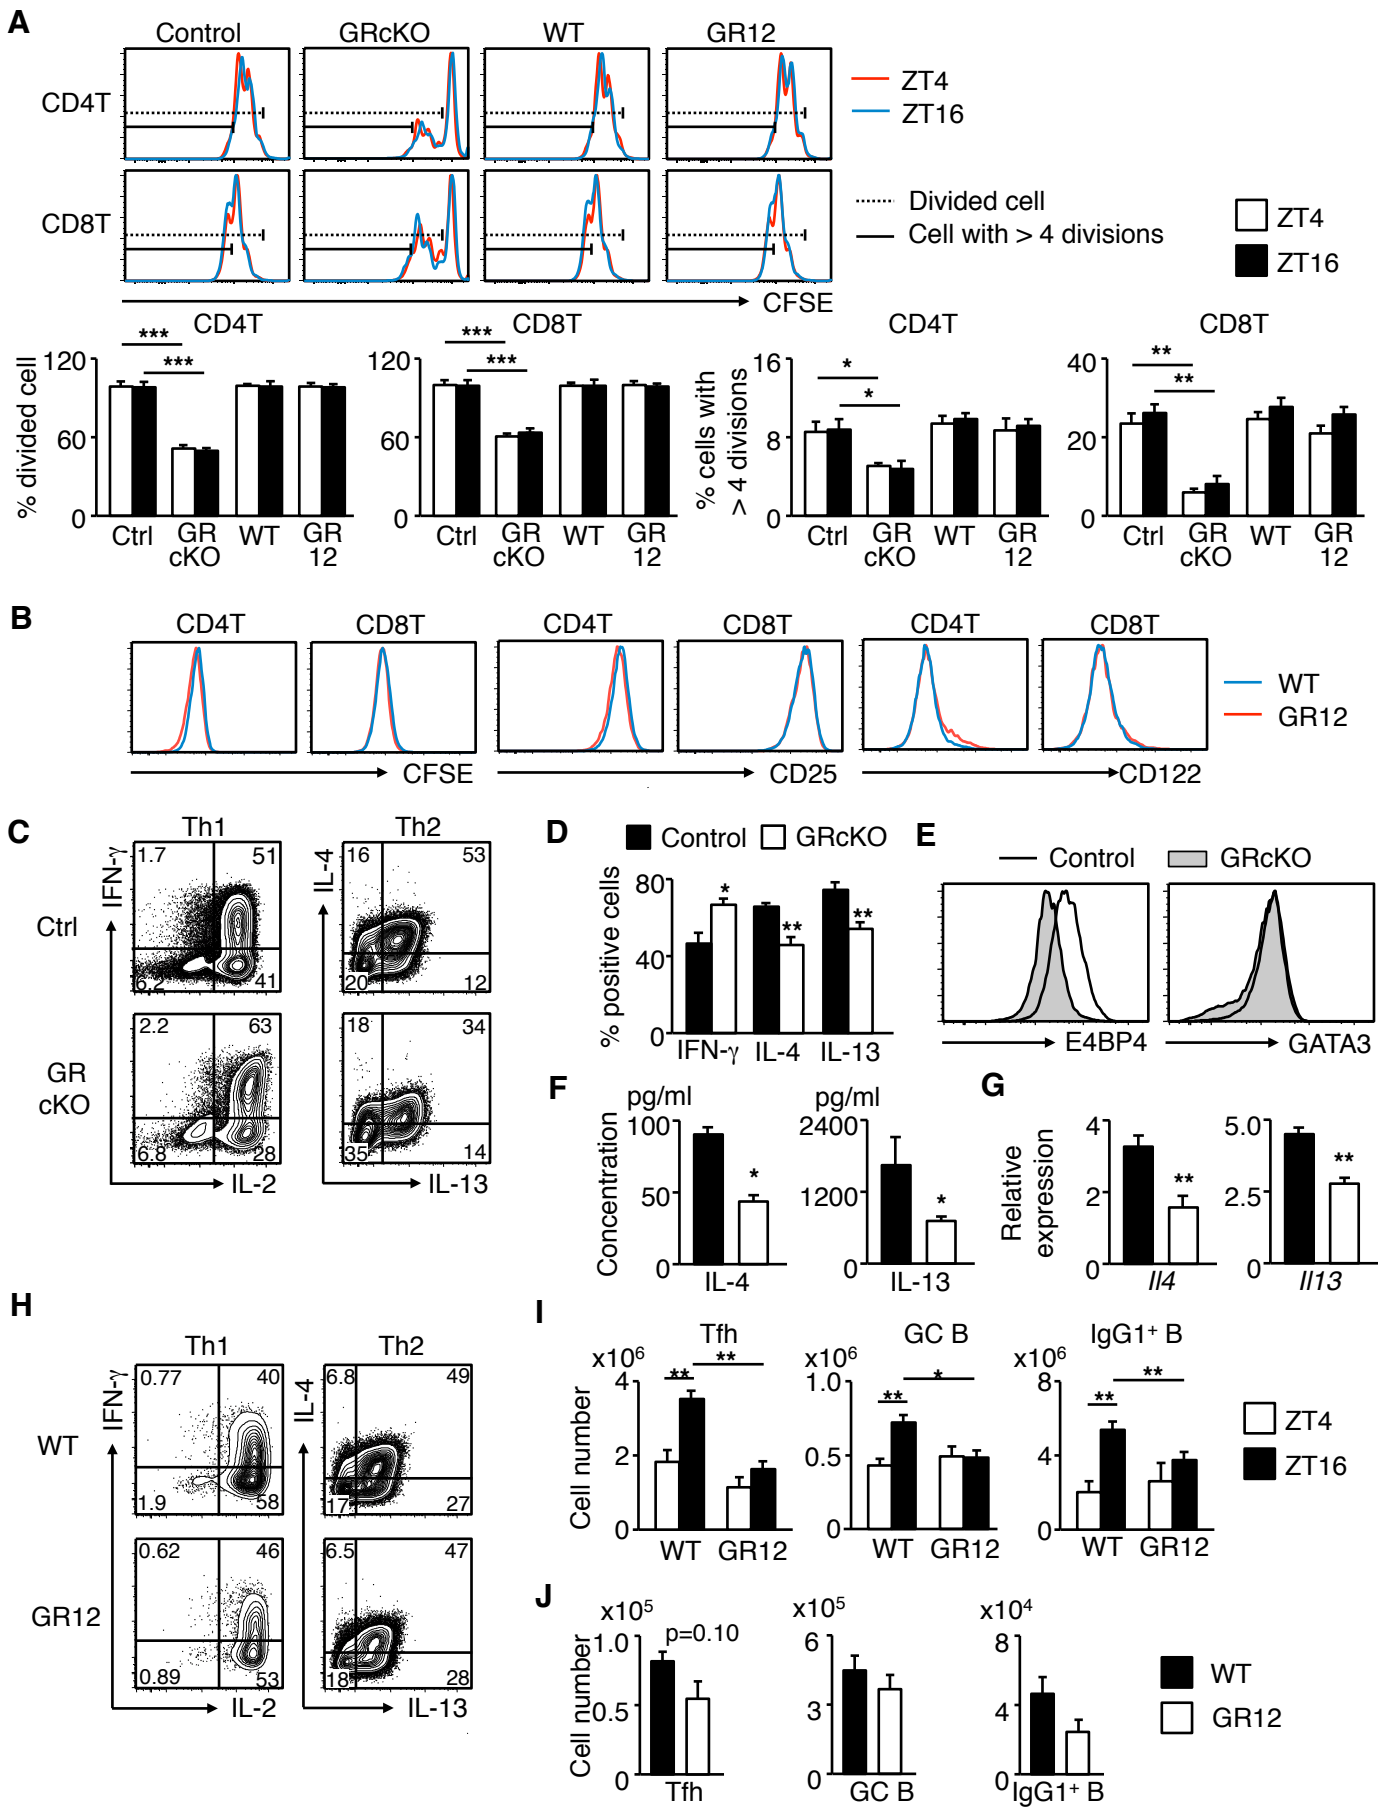 A
Control GRcKO WT GR12
CD4T
ZT4
ZT16
CD8T
Divided cell
Cell with > 4 divisions
ZT4
ZT16
CFSE
CD4T CD8T CD4T CD8T
% divided cell
120
60
0
*** ***
Ctrl GR cKO WT GR 12
120
60
0
*** ***
Ctrl GR cKO WT GR 12
% cells with
> 4 divisions
16
8
0
* *
Ctrl GR cKO WT GR 12
40
20
0
** **
Ctrl GR cKO WT GR 12
B
CD4T CD8T CD4T CD8T CD4T CD8T
WT
GR12
CFSE CD25 CD122
C
Th1 Th2
IFN-γ IL-4
Ctrl
1.7 51
6.2 41
16 53
20 12
GR
cKO
2.2 63
6.8 28
18 34
35 14
IL-2 IL-13
D
Control GRcKO
% positive cells
80
40
0
* ** **
IFN-γ IL-4 IL-13
E
Control GRcKO
E4BP4 GATA3
F
pg/ml pg/ml
Concentration
100
50
0
*
IL-4
2400
1200
0
*
IL-13
G
Relative
expression
4
2
0
**
Il4
5.0
2.5
0
**
Il13
H
Th1 Th2
IFN-γ IL-4
WT
0.77 40
1.9 58
6.8 49
17 27
GR12
0.62 46
0.89 53
6.5 47
18 28
IL-2 IL-13
I
Tfh GC B IgG1+ B
Cell number
x10⁶
4
2
0
** **
WT GR12
x10⁶
1.0
0.5
0
** *
WT GR12
x10⁶
8
4
0
** **
WT GR12
ZT4
ZT16
J
Cell number
x10⁵
1.0
0.5
0
p=0.10
Tfh
x10⁵
6
3
0
GC B
x10⁴
8
4
0
IgG1+ B
WT
GR12